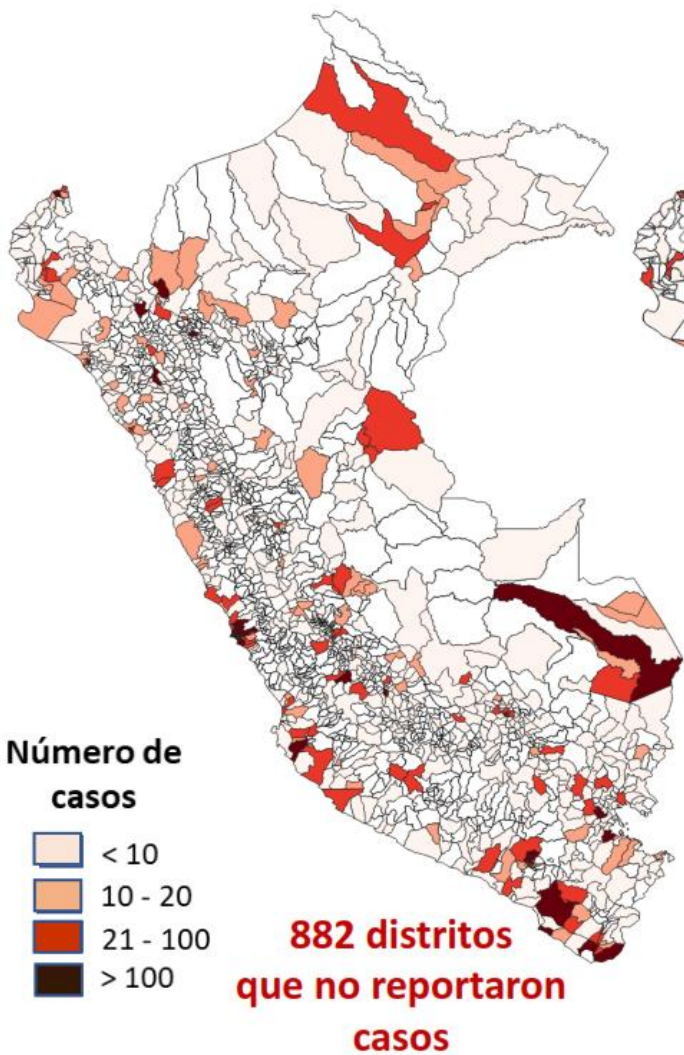 Número de
casos
< 10
10 - 20
21 - 100
> 100
882 distritos
que no reportaron
casos